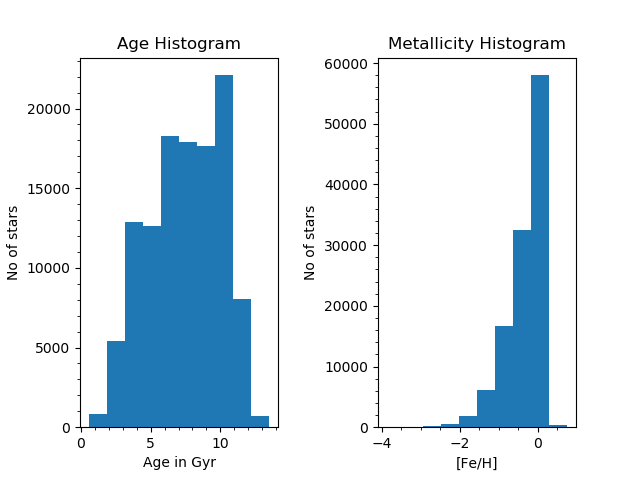 Age Histogram
No of stars
20000
15000
10000
5000
0
0 5 10
Age in Gyr
Metallicity Histogram
No of stars
60000
50000
40000
30000
20000
10000
0
−4 −2 0
[Fe/H]